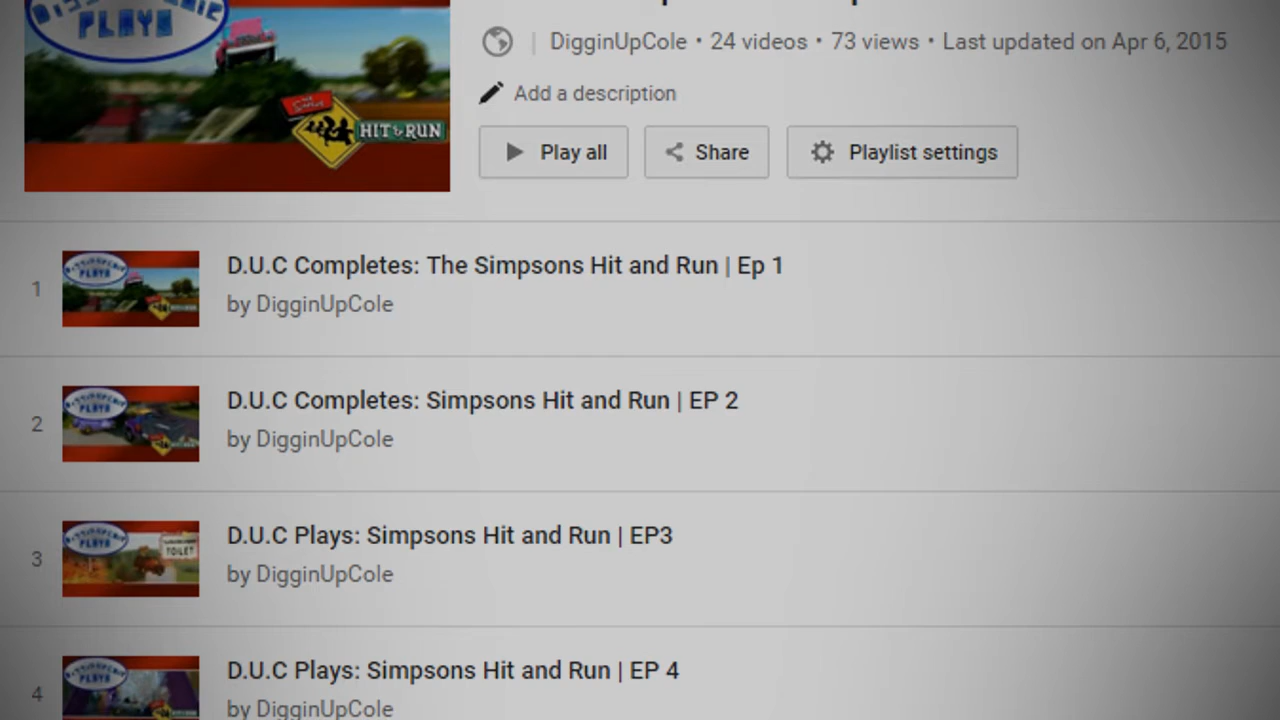 PLAYS
HIT & RUN
DigginUpCole • 24 videos • 73 views • Last updated on Apr 6, 2015
Add a description
Play all
Share
Playlist settings
1
D.U.C Completes: The Simpsons Hit and Run | Ep 1
by DigginUpCole
2
D.U.C Completes: Simpsons Hit and Run | EP 2
by DigginUpCole
3
TOILET
D.U.C Plays: Simpsons Hit and Run | EP3
by DigginUpCole
4
D.U.C Plays: Simpsons Hit and Run | EP 4
by DigginUpCole